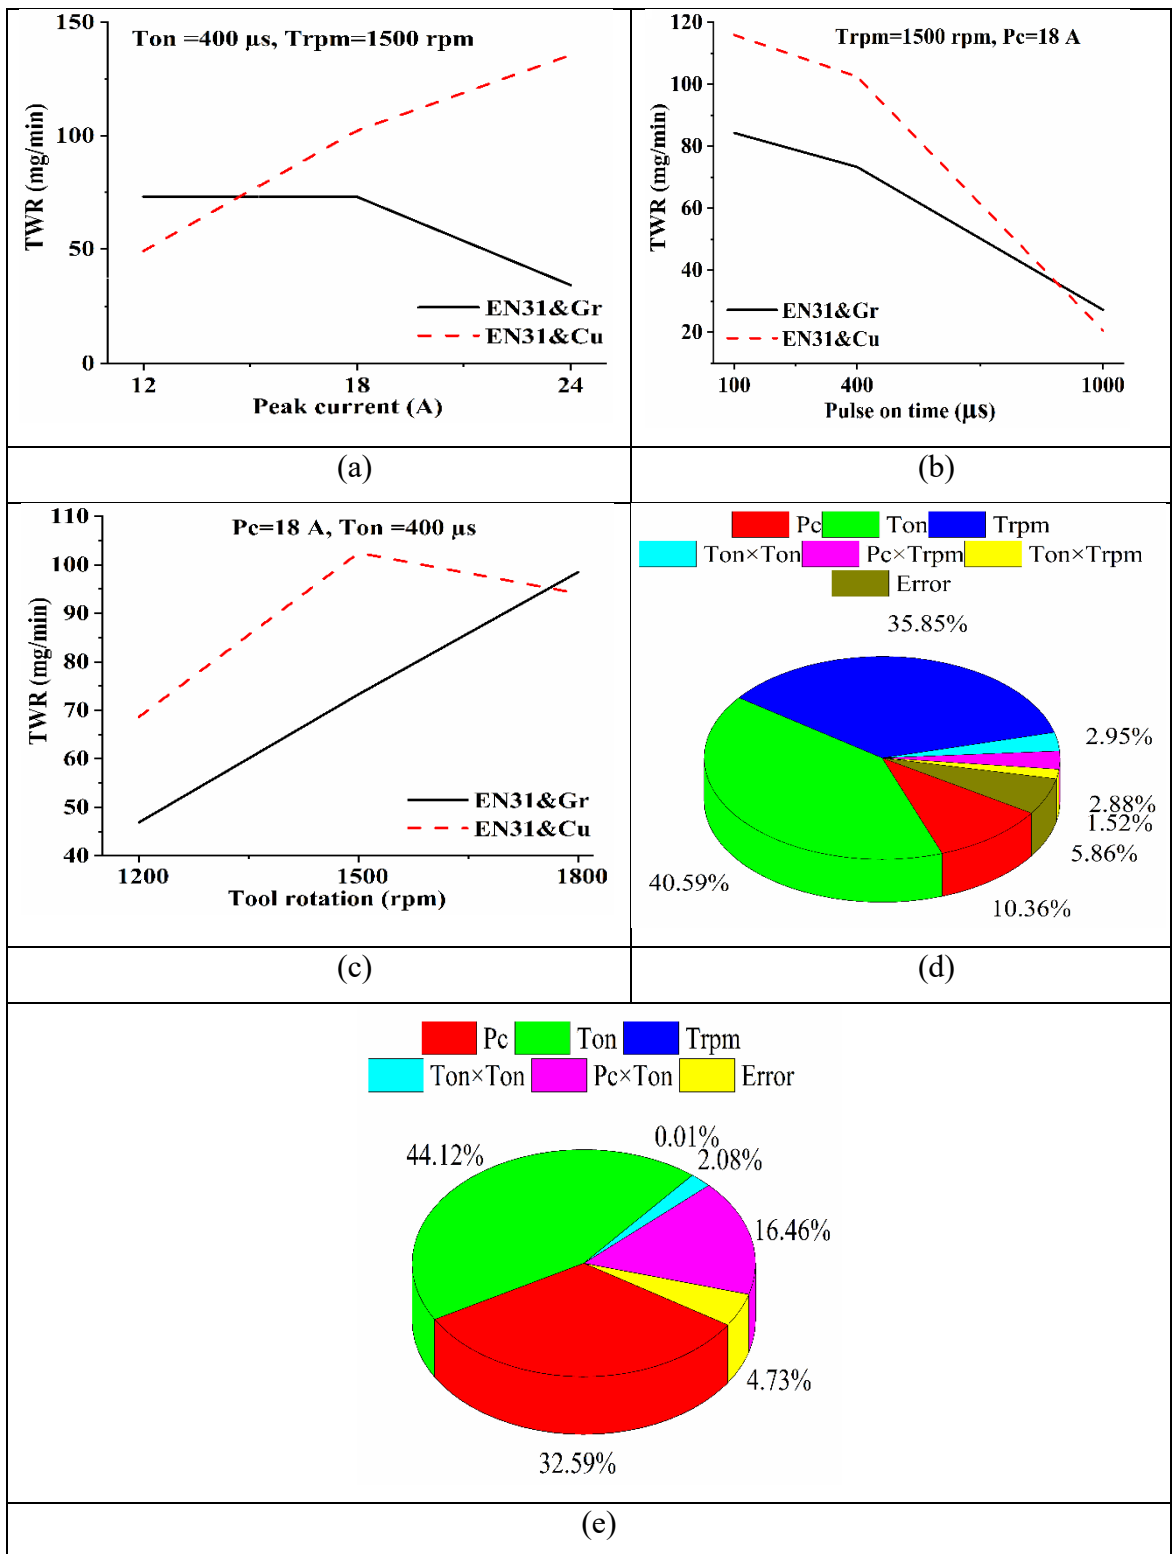 150
100
50
0
TWR (mg/min)
Ton =400 μs, Trpm=1500 rpm
EN31&Gr
EN31&Cu
12 18 24
Peak current (A)
(a)
120
100
80
60
40
20
TWR (mg/min)
Trpm=1500 rpm, Pc=18 A
EN31&Gr
EN31&Cu
100 400 1000
Pulse on time (μs)
(b)
110
100
90
80
70
60
50
40
TWR (mg/min)
Pc=18 A, Ton =400 μs
EN31&Gr
EN31&Cu
1200 1500 1800
Tool rotation (rpm)
(c)
Pc Ton Trpm
Ton×Ton Pc×Trpm Ton×Trpm
Error
35.85%
2.95%
2.88%
1.52%
5.86%
40.59%
10.36%
(d)
Pc Ton Trpm
Ton×Ton Pc×Ton Error
0.01%
44.12%
2.08%
16.46%
4.73%
32.59%
(e)